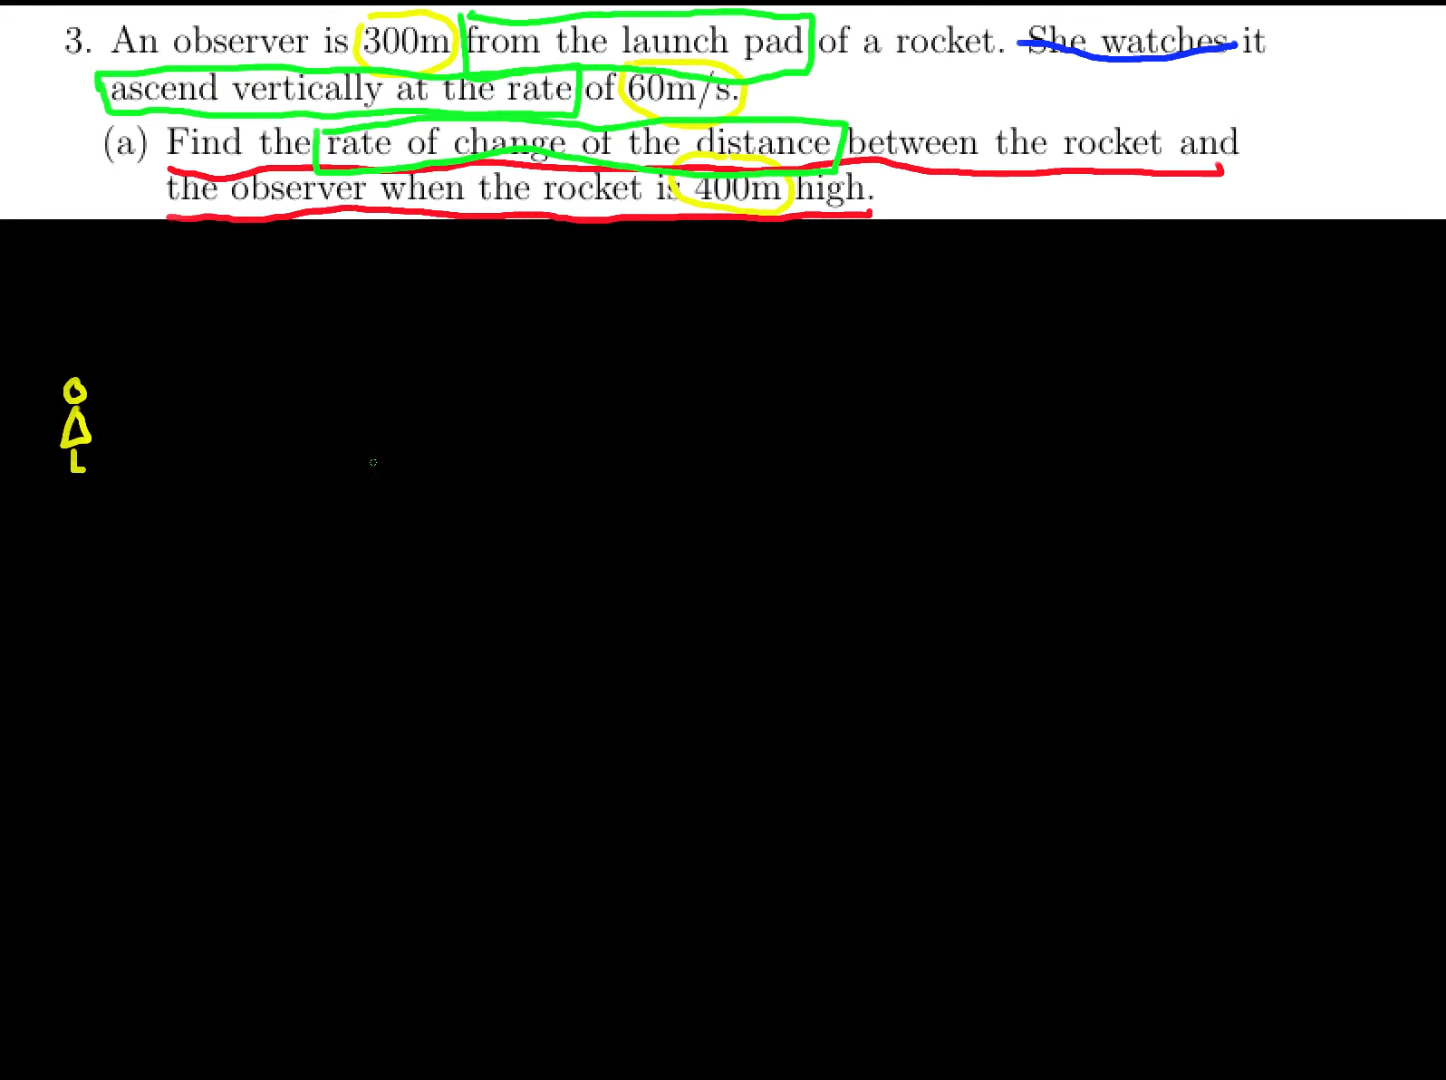 3. An observer is 300m from the launch pad of a rocket. She watches it
ascend vertically at the rate of 60m/s.
(a) Find the rate of change of the distance between the rocket and
the observer when the rocket is 400m high.